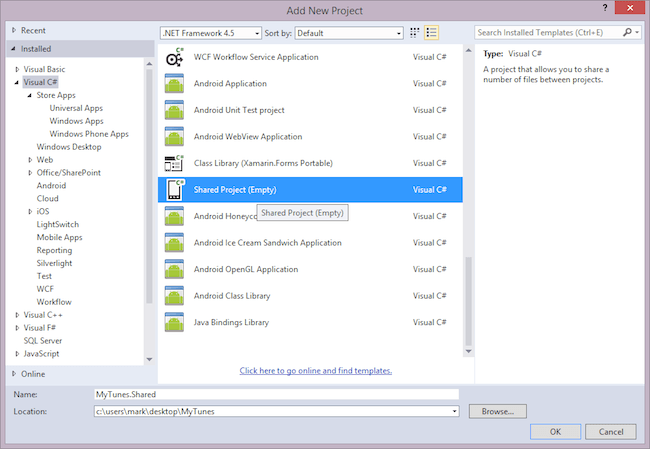 Add New Project
?
Recent
Installed
.NET Framework 4.5
Sort by: Default
Search Installed Templates (Ctrl+E)
Visual Basic
Visual C#
Store Apps
Universal Apps
Windows Apps
Windows Phone Apps
Windows Desktop
Web
Office/SharePoint
Android
Cloud
iOS
LightSwitch
Mobile Apps
Reporting
Silverlight
Test
WCF
Workflow
Visual C++
Visual F#
SQL Server
JavaScript
Online
WCF Workflow Service Application Visual C#
Android Application Visual C#
Android Unit Test project Visual C#
Android WebView Application Visual C#
Class Library (Xamarin.Forms Portable) Visual C#
Shared Project (Empty) Visual C#
Shared Project (Empty)
Android Honeyco Visual C#
Android Ice Cream Sandwich Application Visual C#
Android OpenGL Application Visual C#
Android Class Library Visual C#
Java Bindings Library Visual C#
Click here to go online and find templates.
Type: Visual C#
A project that allows you to share a
number of files between projects.
Name: MyTunes.Shared
Location: c:\users\mark\desktop\MyTunes
Browse...
OK Cancel